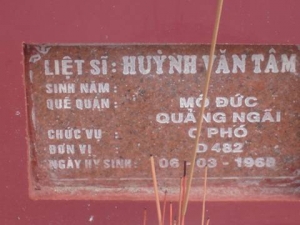 LIỆT SĨ: HUỲNH VĂN TÂM
SINH NĂM:
QUÊ QUÁN: MỘ ĐỨC
QUẢNG NGÃI
CHỨC VỤ: C PHÓ
ĐƠN VỊ: D 482
NGÀY HY SINH: 06-03-1968